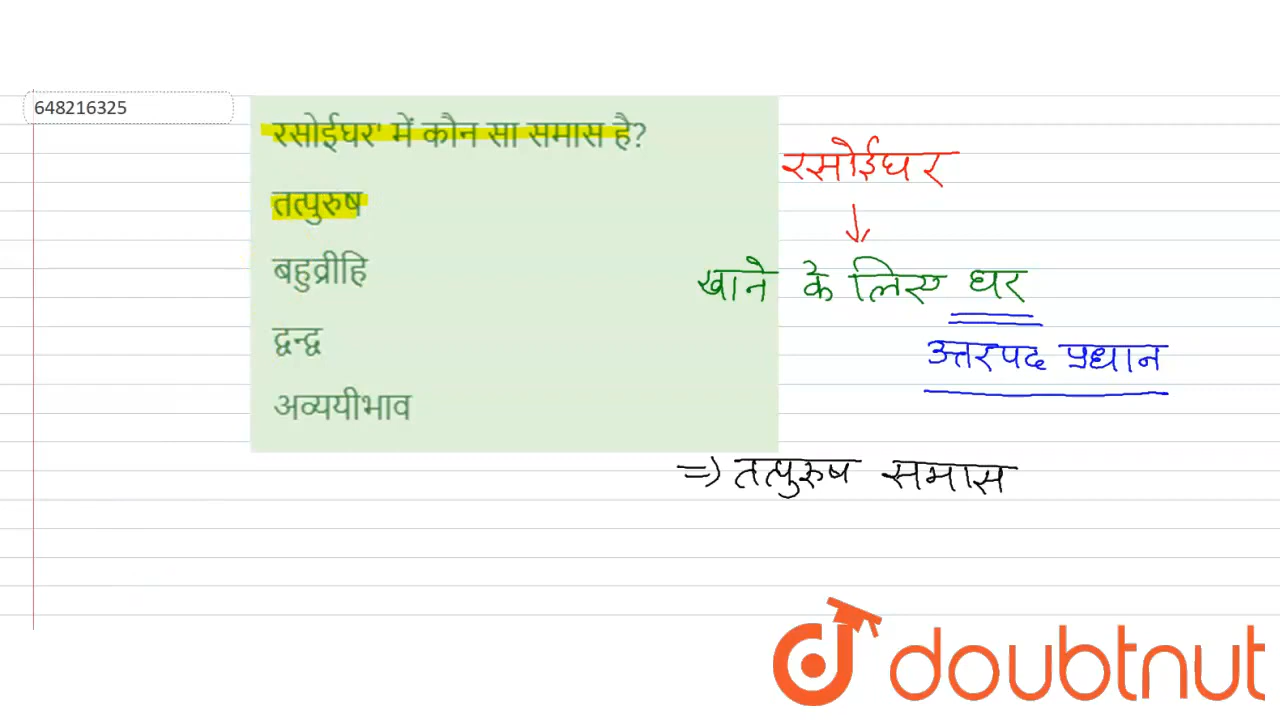 648216325
रसोईघर' में कौन सा समास है?
तत्पुरुष
बहुव्रीहि
द्वन्द्व
अव्ययीभाव
रसोईघर
खाने के लिए घर
उत्तरपद प्रधान
=) तत्पुरुष समास
doubtnut